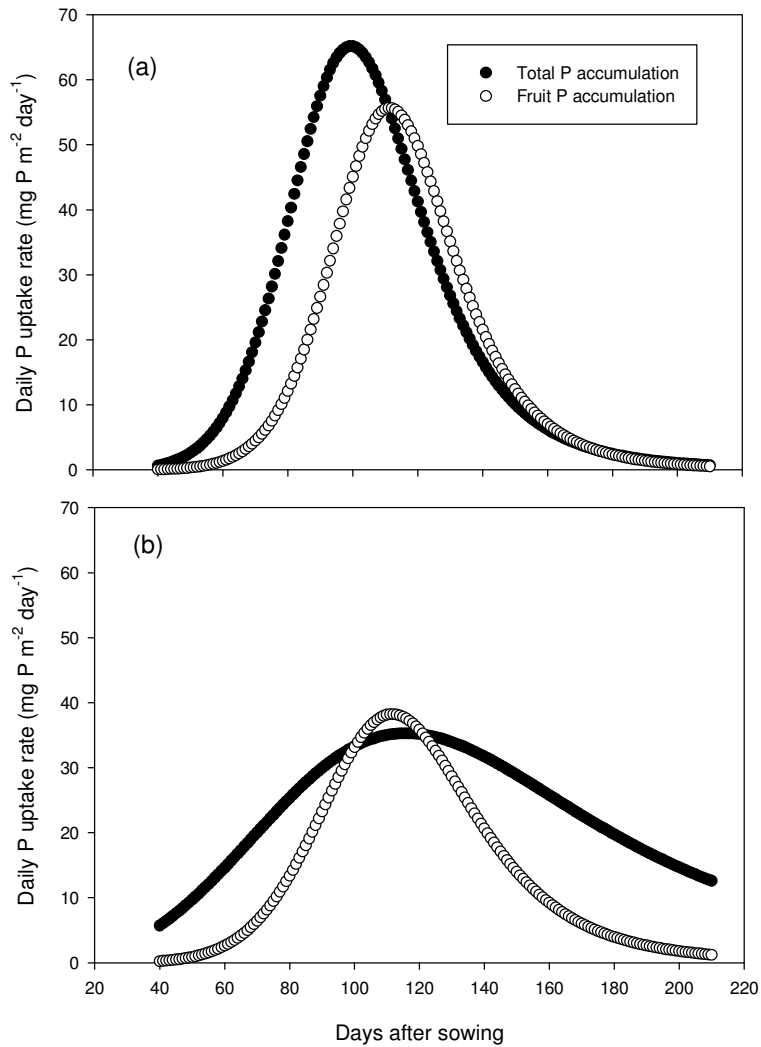 70
60
50
40
30
20
10
0
Daily P uptake rate (mg P m⁻² day⁻¹)
(a)
Total P accumulation
Fruit P accumulation
70
60
50
40
30
20
10
0
Daily P uptake rate (mg P m⁻² day⁻¹)
(b)
20 40 60 80 100 120 140 160 180 200 220
Days after sowing